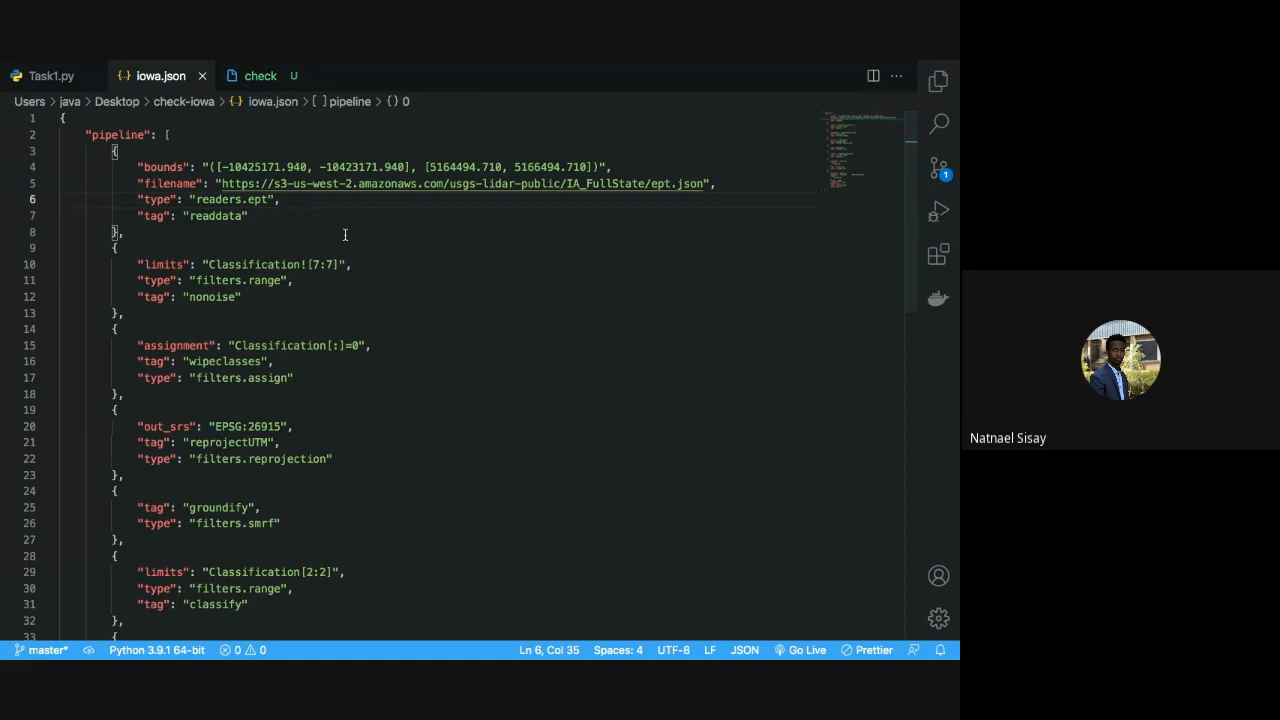 Task1.py
{..} iowa.json
check U
Users > java > Desktop > check-iowa > {..} iowa.json > [ ] pipeline > {} 0
1 {
2 "pipeline": [
3 {
4 "bounds": "([-10425171.940, -10423171.940], [5164494.710, 5166494.710])",
5 "filename": "https://s3-us-west-2.amazonaws.com/usgs-lidar-public/IA_FullState/ept.json",
6 "type": "readers.ept",
7 "tag": "readdata"
8 },
9 {
10 "limits": "Classification![7:7]",
11 "type": "filters.range",
12 "tag": "nonoise"
13 },
14 {
15 "assignment": "Classification[:]=0",
16 "tag": "wipeclasses",
17 "type": "filters.assign"
18 },
19 {
20 "out_srs": "EPSG:26915",
21 "tag": "reprojectUTM",
22 "type": "filters.reprojection"
23 },
24 {
25 "tag": "groundify",
26 "type": "filters.smrf"
27 },
28 {
29 "limits": "Classification[2:2]",
30 "type": "filters.range",
31 "tag": "classify"
32 },
33 {
1
Natnael Sisay
master* Python 3.9.1 64-bit 0 0 Ln 6, Col 35 Spaces: 4 UTF-8 LF JSON Go Live Prettier